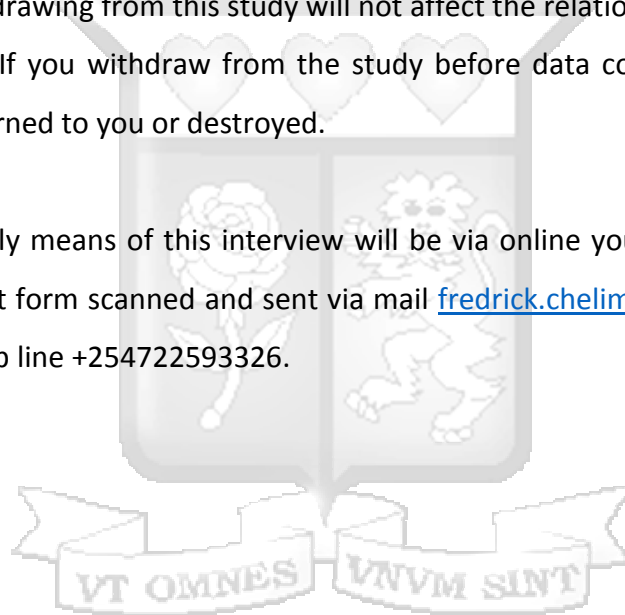 drawing from this study will not affect the relatio
If you withdraw from the study before data co
rned to you or destroyed.
ly means of this interview will be via online you
t form scanned and sent via mail fredrick.chelim
line +254722593326.
VT OMNES VNVM SINT